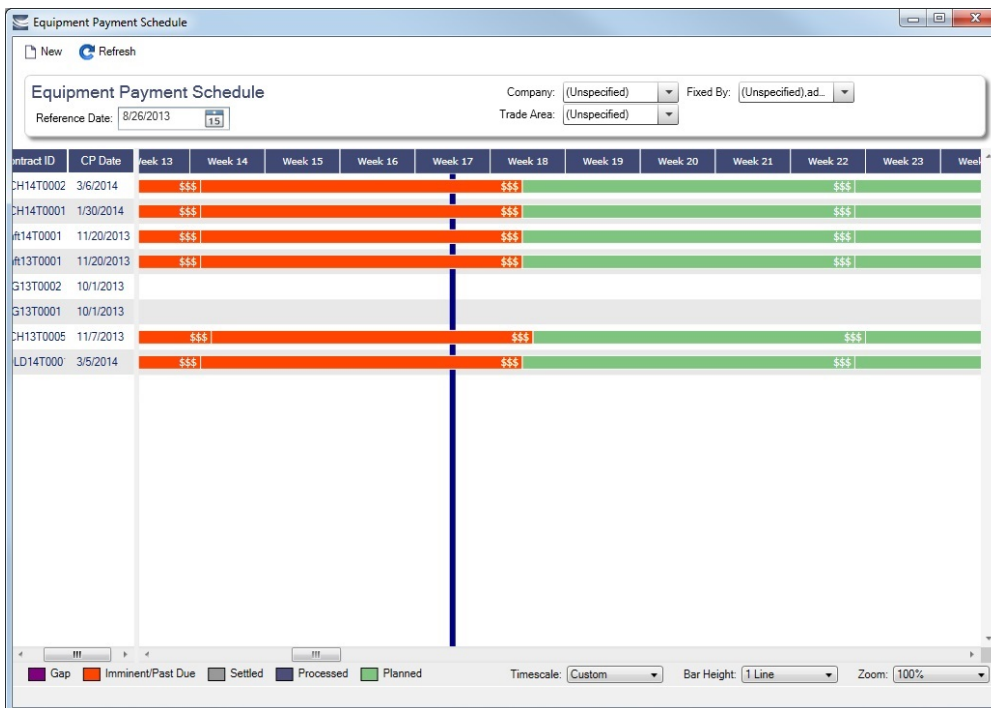 Equipment Payment Schedule
New Refresh
Equipment Payment Schedule
Company: (Unspecified) Fixed By: (Unspecified),ad...
Reference Date: 8/26/2013 15
Trade Area: (Unspecified)
ntract ID CP Date Week 13 Week 14 Week 15 Week 16 Week 17 Week 18 Week 19 Week 20 Week 21 Week 22 Week 23 Week
CH14T0002 3/6/2014 $$$ $$$ $$$
CH14T0001 1/30/2014 $$$ $$$ $$$
ft14T0001 11/20/2013 $$$ $$$ $$$
ft13T0001 11/20/2013 $$$ $$$ $$$
G13T0002 10/1/2013
G13T0001 10/1/2013
CH13T0005 11/7/2013 $$$ $$$ $$$
LD14T000 3/5/2014 $$$ $$$ $$$
Gap Imminent/Past Due Settled Processed Planned Timescale: Custom Bar Height: 1 Line Zoom: 100%